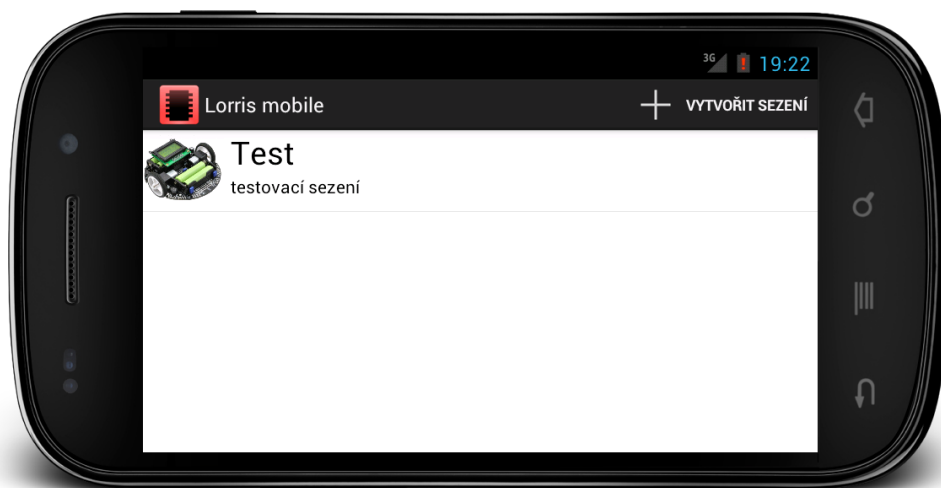 3G 19:22
Lorris mobile VYTVOŘIT SEZENÍ
Test
testovací sezení